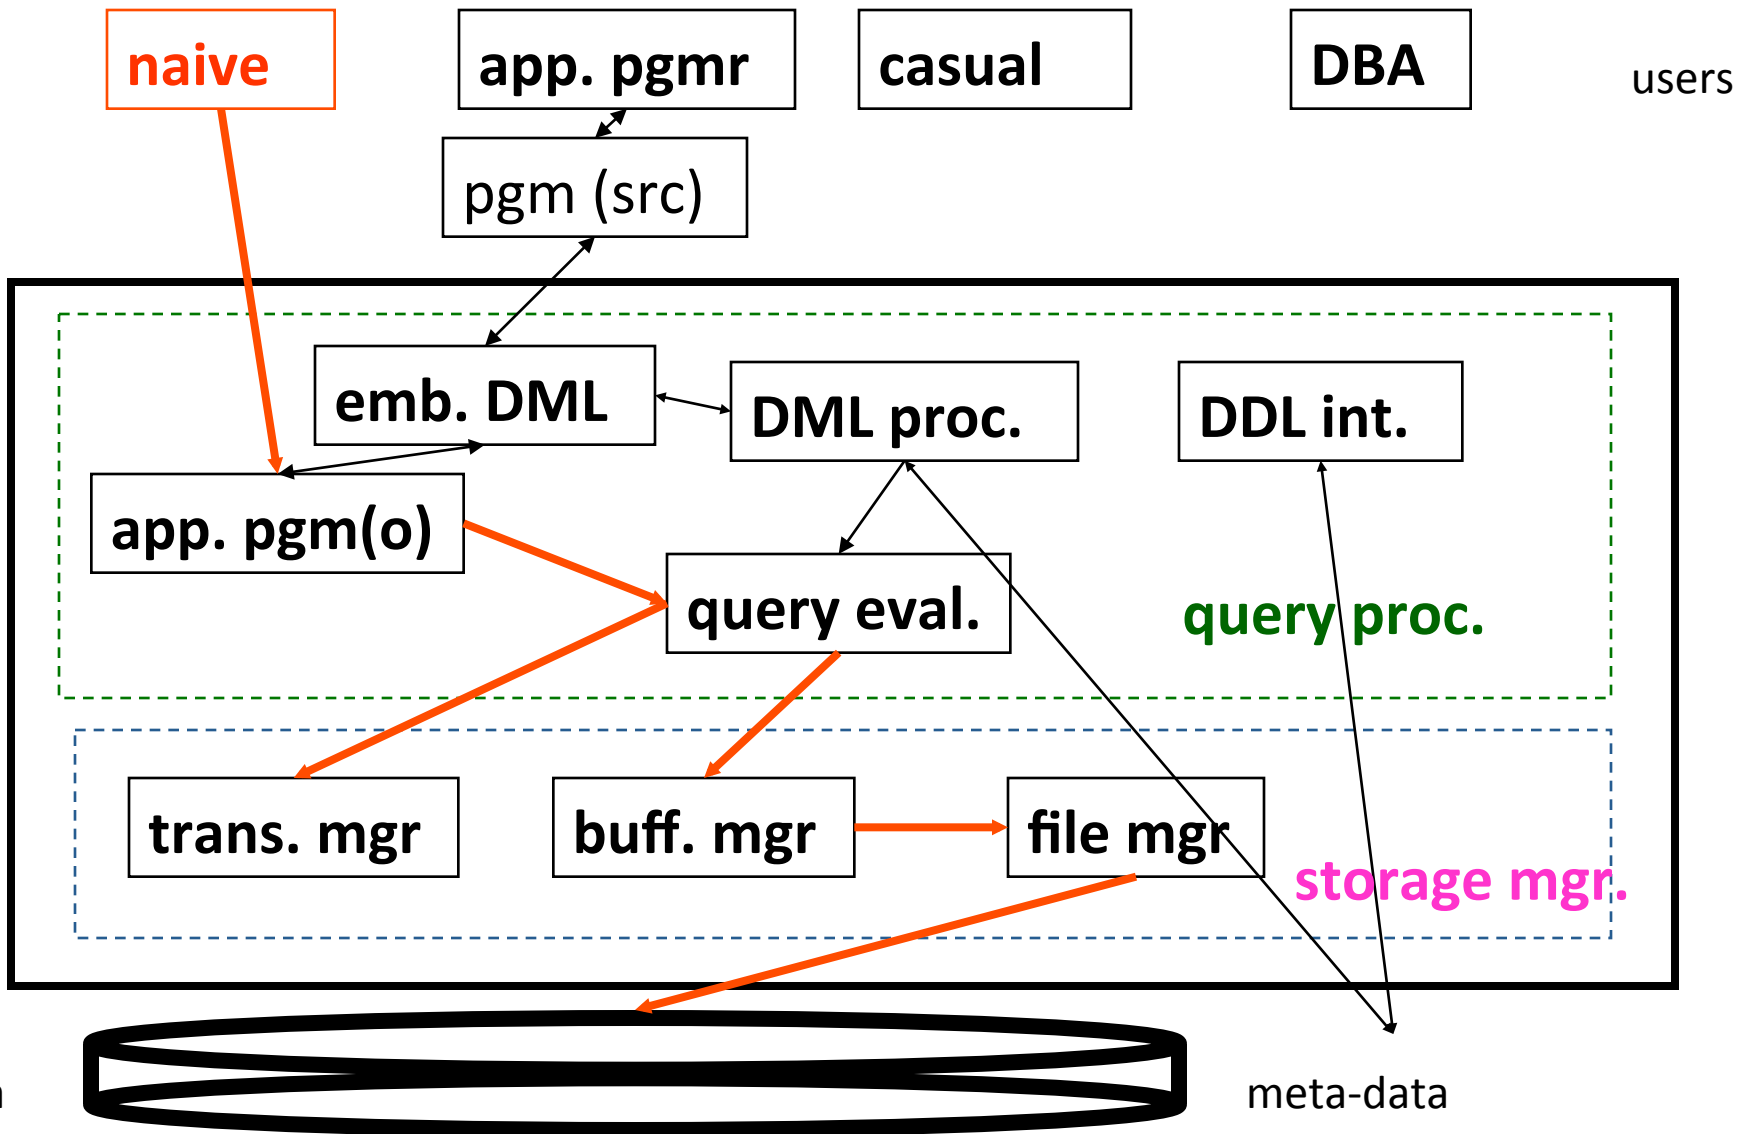 naive
app. pgmr
casual
DBA
users
pgm (src)
emb. DML
DML proc.
DDL int.
app. pgm(o)
query eval.
query proc.
trans. mgr
buff. mgr
file mgr
storage mgr.
meta-data